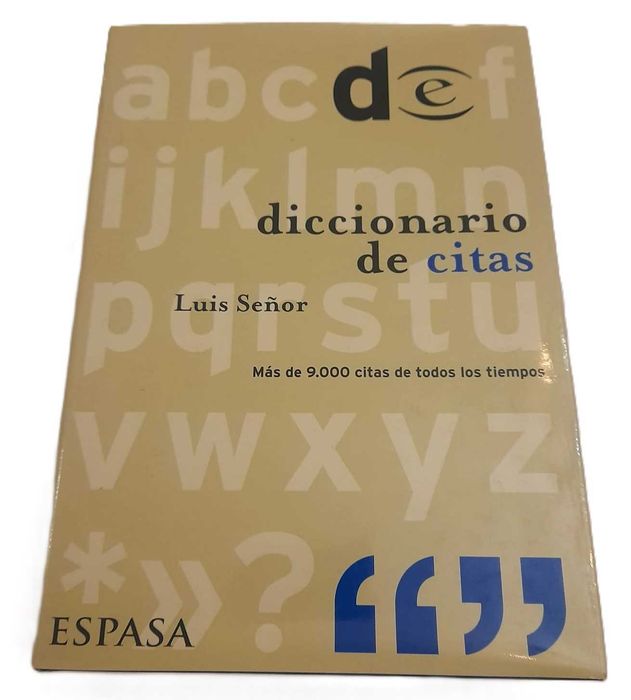 abcdef
ijklmn
diccionario
de citas
pqrstu
Luis Señor
Más de 9.000 citas de todos los tiempos
vwxyz
*»?
““””
ESPASA